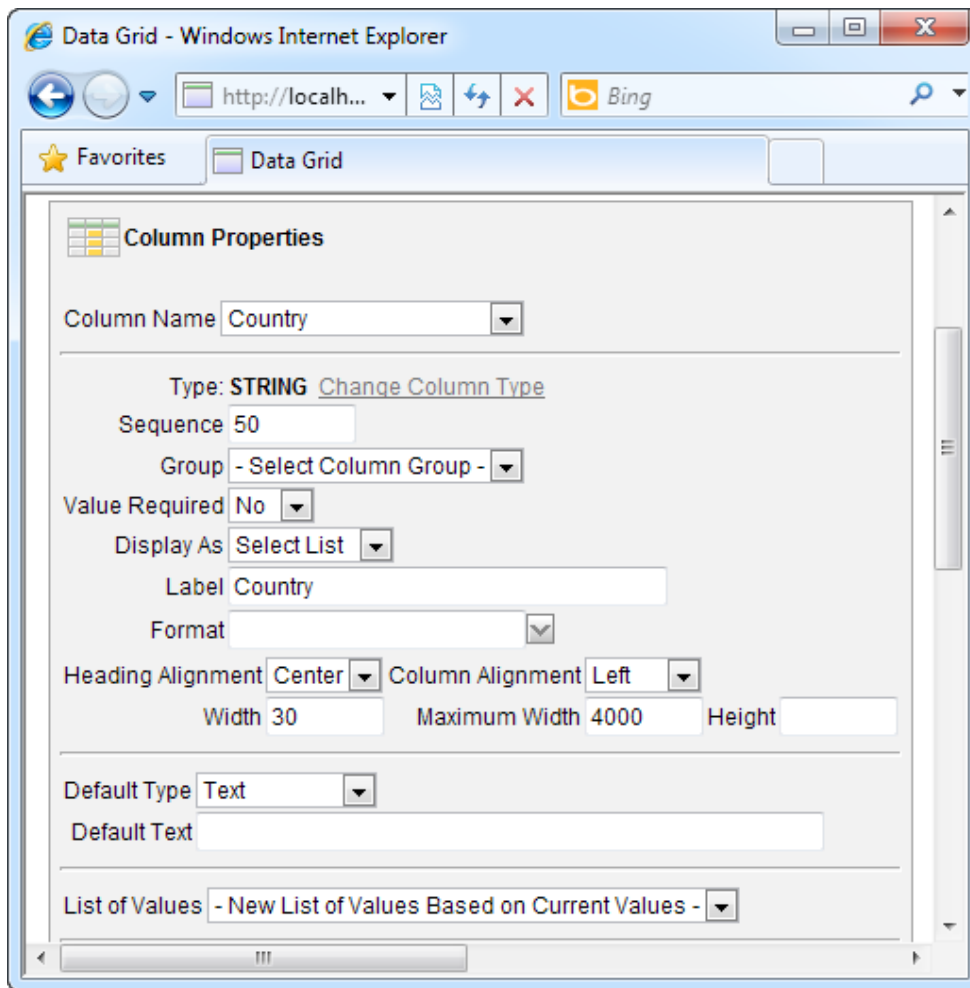 Data Grid - Windows Internet Explorer
http://localh... Bing
Favorites Data Grid
Column Properties
Column Name Country
Type: STRING Change Column Type
Sequence 50
Group - Select Column Group -
Value Required No
Display As Select List
Label Country
Format
Heading Alignment Center Column Alignment Left
Width 30 Maximum Width 4000 Height
Default Type Text
Default Text
List of Values - New List of Values Based on Current Values -